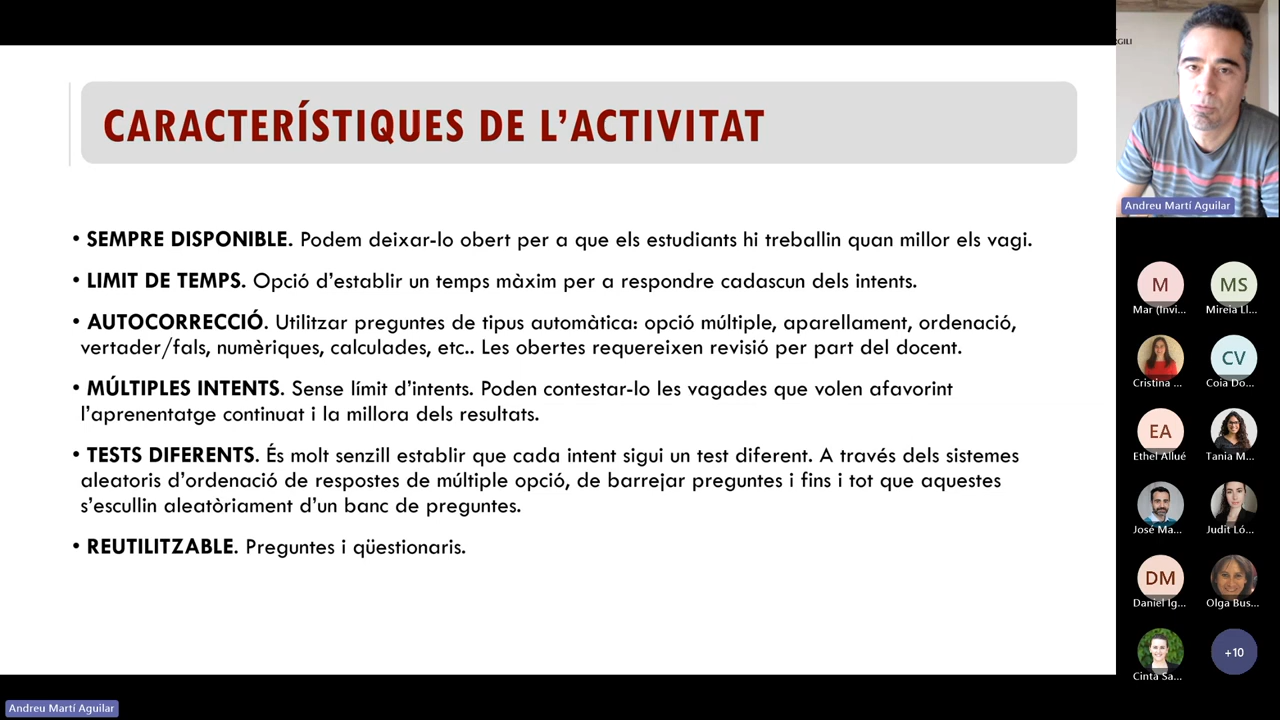 CARACTERÍSTIQUES DE L’ACTIVITAT
• SEMPRE DISPONIBLE. Podem deixar-lo obert per a que els estudiants hi treballin quan millor els vagi.
• LIMIT DE TEMPS. Opció d’establir un temps màxim per a respondre cadascun dels intents.
• AUTOCORRECCIÓ. Utilitzar preguntes de tipus automàtica: opció múltiple, aparellament, ordenació,
vertader/fals, numèriques, calculades, etc.. Les obertes requereixen revisió per part del docent.
• MÚLTIPLES INTENTS. Sense límit d’intents. Poden contestar-lo les vagades que volen afavorint
l’aprenentatge continuat i la millora dels resultats.
• TESTS DIFERENTS. És molt senzill establir que cada intent sigui un test diferent. A través dels sistemes
aleatoris d’ordenació de respostes de múltiple opció, de barrejar preguntes i fins i tot que aquestes
s’escullin aleatòriament d’un banc de preguntes.
• REUTILITZABLE. Preguntes i qüestionaris.
Andreu Martí Aguilar
M
MS
Mar (Invi...
Mireia Ll...
CV
Cristina ...
Coia Do...
EA
Ethel Allué
Tania M...
José Ma...
Judit Ló...
DM
Daniel Ig...
Olga Bus...
+10
Cinta Sa...
Andreu Martí Aguilar